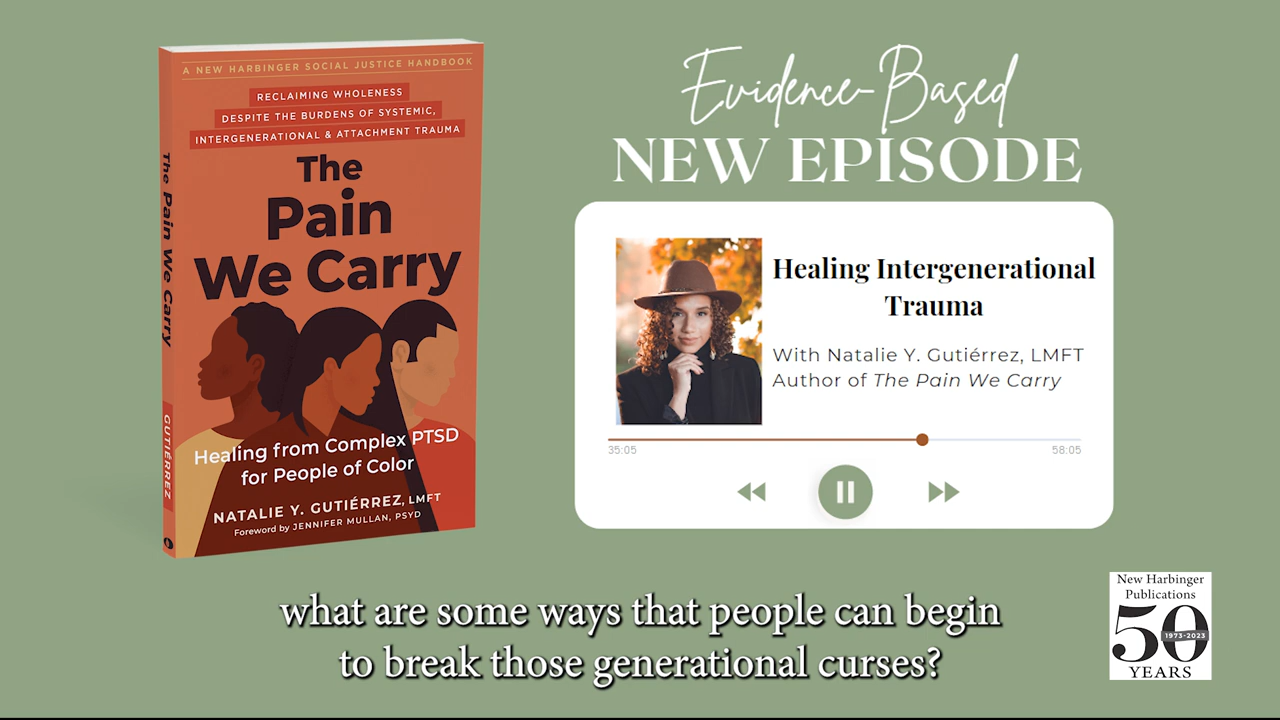 A NEW HARBINGER SOCIAL JUSTICE HANDBOOK
RECLAIMING WHOLENESS
DESPITE THE BURDENS OF SYSTEMIC,
INTERGENERATIONAL & ATTACHMENT TRAUMA
The
Pain
We Carry
Healing from Complex PTSD
for People of Color
NATALIE Y. GUTIÉRREZ, LMFT
Foreword by JENNIFER MULLAN, PSYD
The Pain We Carry
GUTIÉRREZ
Evidence-Based
NEW EPISODE
Healing Intergenerational
Trauma
With Natalie Y. Gutiérrez, LMFT
Author of The Pain We Carry
35:05
58:05
what are some ways that people can begin
to break those generational curses?
New Harbinger
Publications
50
1973-2023
YEARS